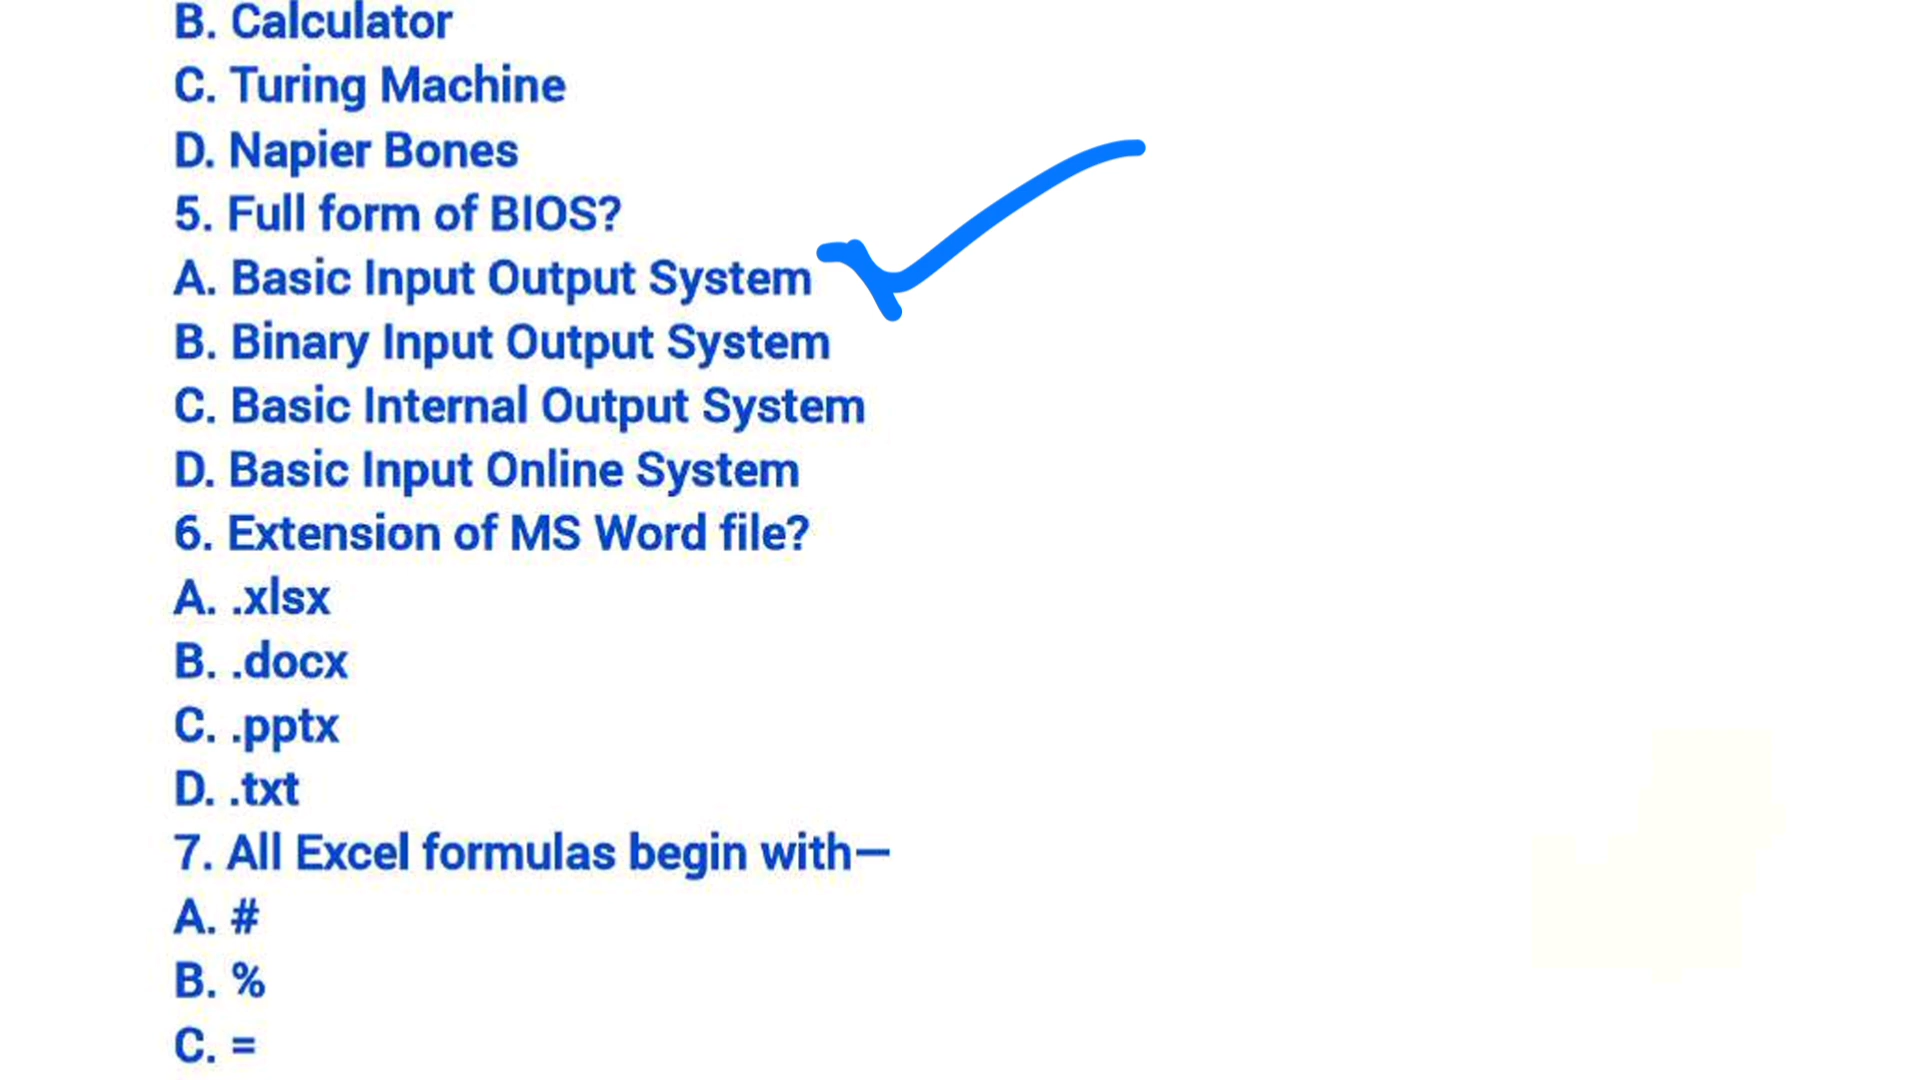 B. Calculator
C. Turing Machine
D. Napier Bones
5. Full form of BIOS?
A. Basic Input Output System
B. Binary Input Output System
C. Basic Internal Output System
D. Basic Input Online System
6. Extension of MS Word file?
A. .xlsx
B. .docx
C. .pptx
D. .txt
7. All Excel formulas begin with—
A. #
B. %
C. =